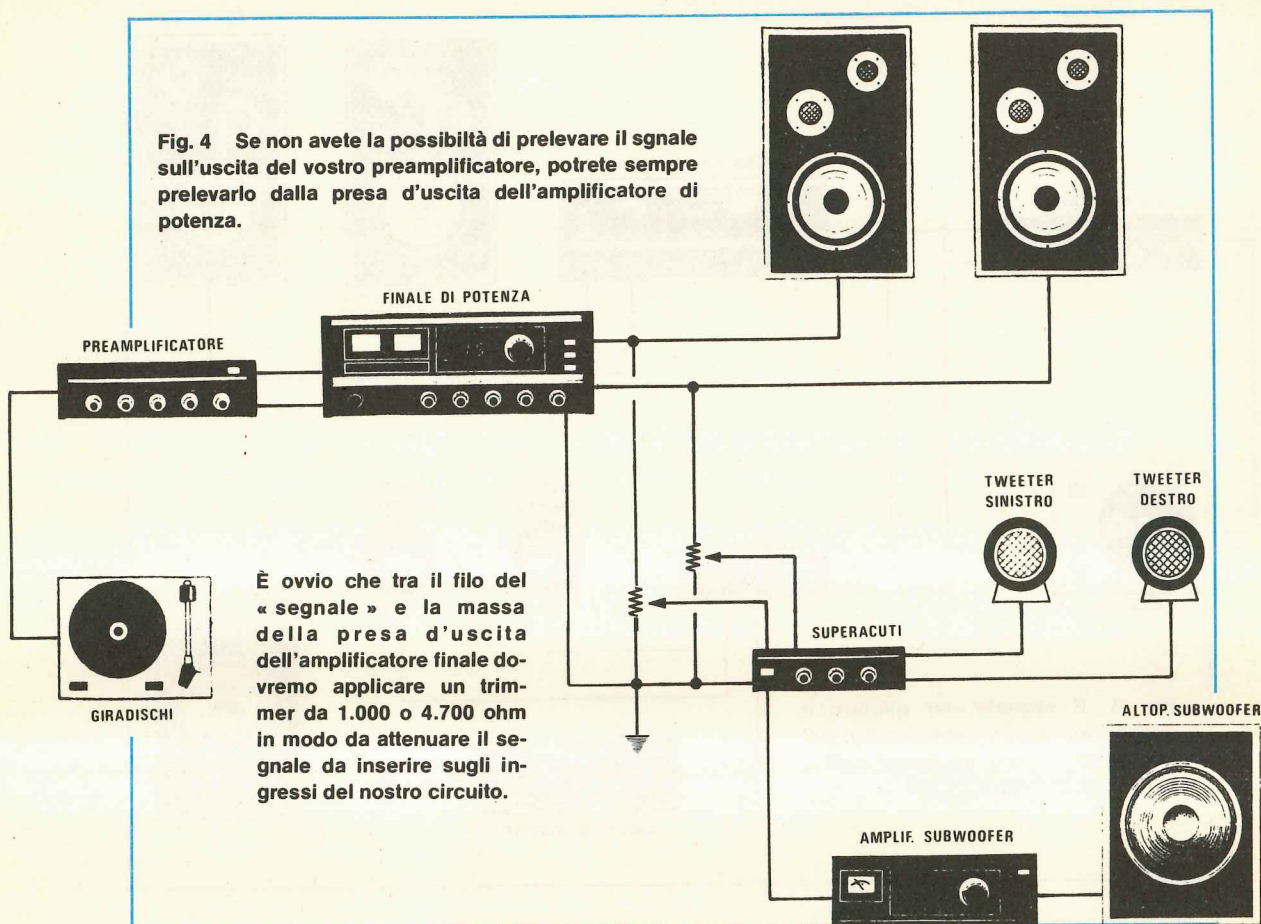 Fig. 4 Se non avete la possibiltà di prelevare il sgnale
sull'uscita del vostro preamplificatore, potrete sempre
prelevarlo dalla presa d'uscita dell'amplificatore di
potenza.
FINALE DI POTENZA
PREAMPLIFICATORE
TWEETER
SINISTRO
TWEETER
DESTRO
È ovvio che tra il filo del
« segnale » e la massa
della presa d'uscita
dell'amplificatore finale do-
vremo applicare un trim-
mer da 1.000 o 4.700 ohm
in modo da attenuare il se-
gnale da inserire sugli in-
gressi del nostro circuito.
SUPERACUTI
GIRADISCHI
ALTOP. SUBWOOFER
AMPLIF. SUBWOOFER